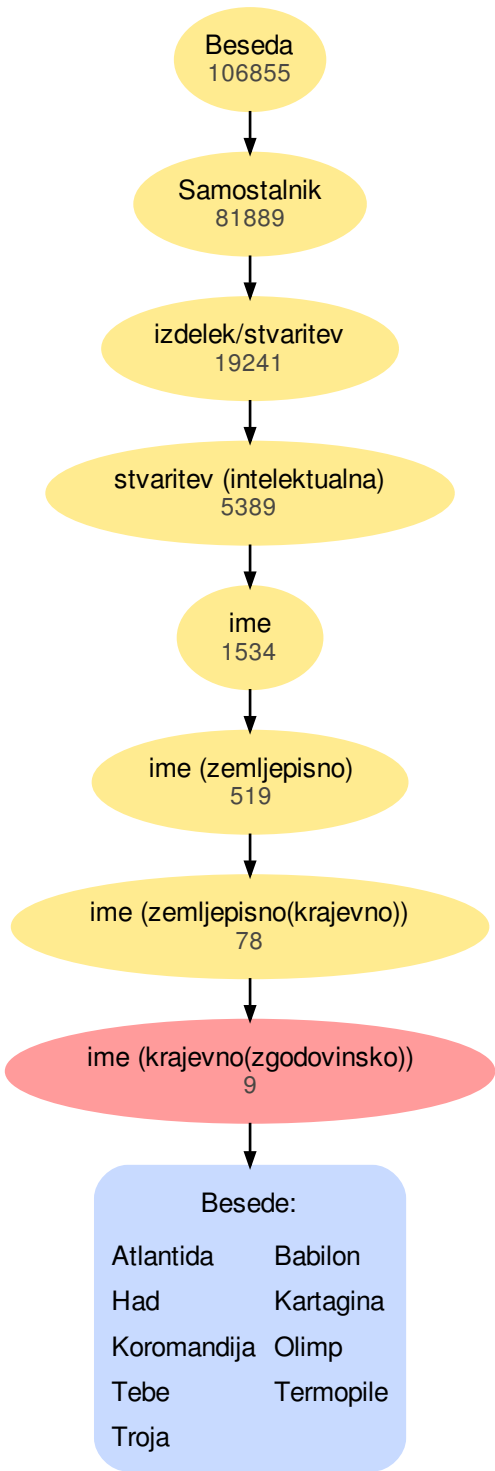 Beseda
106855
Samostalnik
81889
izdelek/stvaritev
19241
stvaritev (intelektualna)
5389
ime
1534
ime (zemljepisno)
519
ime (zemljepisno(krajevno))
78
ime (krajevno(zgodovinsko))
9
Besede:
Atlantida Babilon
Had Kartagina
Koromandija Olimp
Tebe Termopile
Troja